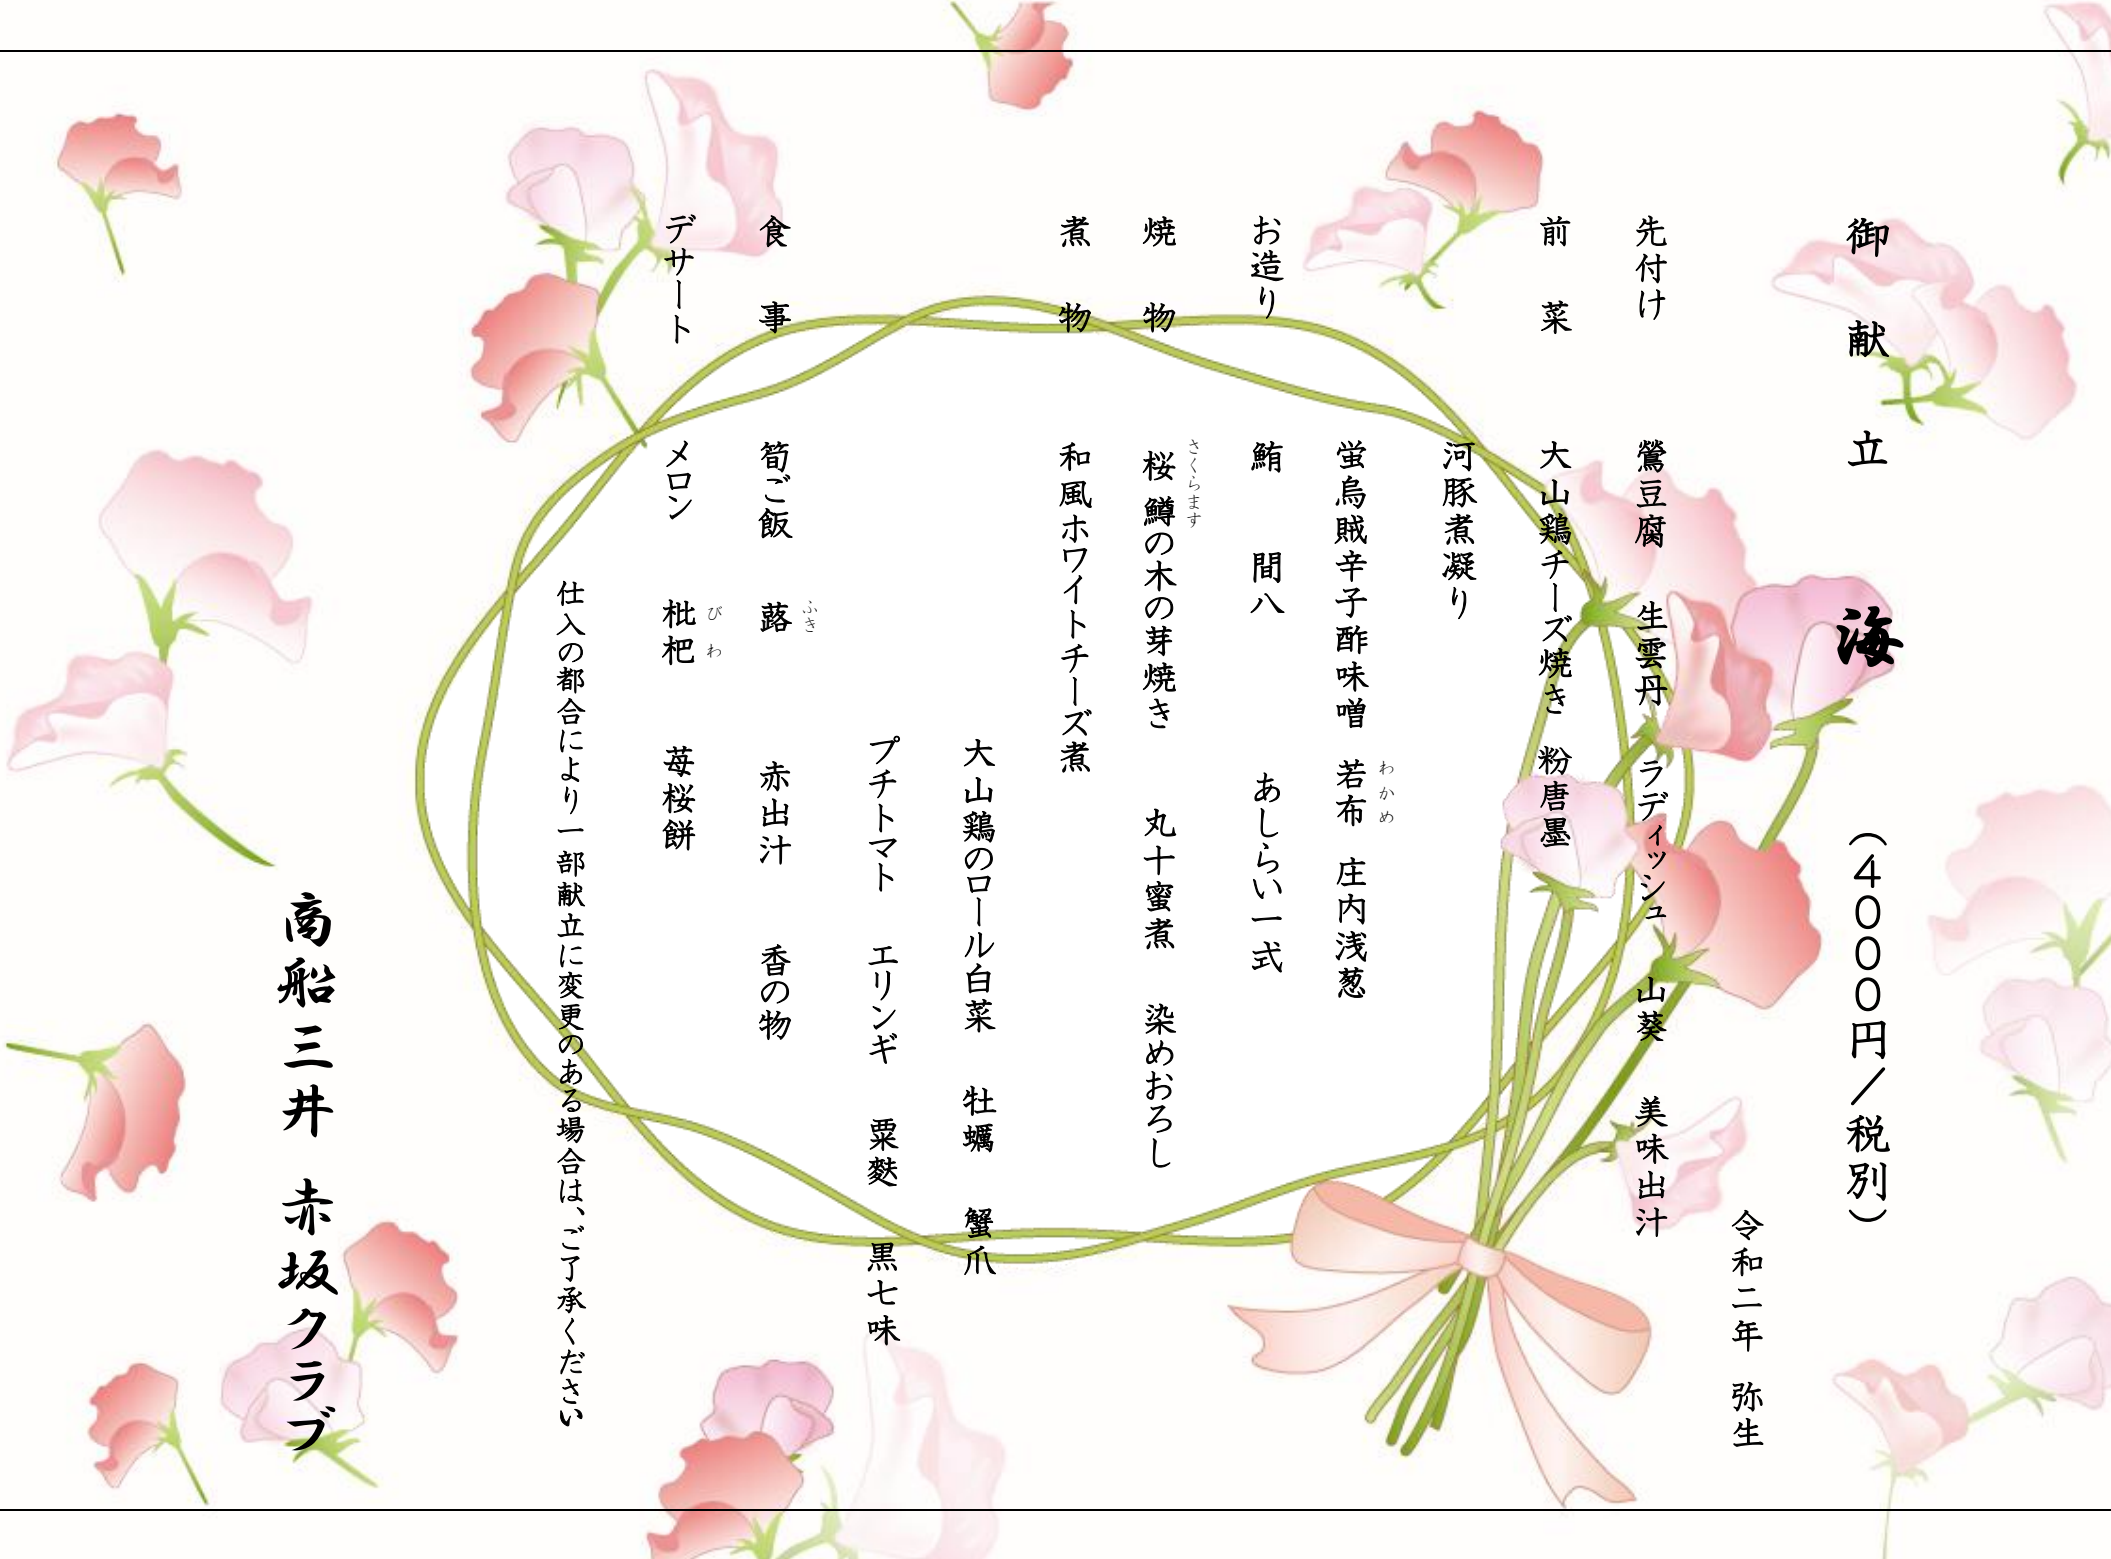 御献立 海 （４０００円／税別）
令和二年 弥生
先付け 鶯豆腐 生雲丹 ラディッシュ 山葵 美味出汁
前菜 大山鶏チーズ焼き 粉唐墨
河豚煮凝り
蛍烏賊辛子酢味噌 若布 庄内浅葱
わかめ
お造り 鮪 間八 あしらい一式
焼物 桜鱒の木の芽焼き 丸十蜜煮 染めおろし
さくらます
煮物 和風ホワイトチーズ煮
大山鶏のロール白菜 牡蠣 蟹爪
プチトマト エリンギ 粟麩 黒七味
食事 筍ご飯 蕗 赤出汁 香の物
ふき
デザート メロン 枇杷 苺桜餅
びわ
仕入の都合により一部献立に変更のある場合は、ご了承ください
商船三井 赤坂クラブ